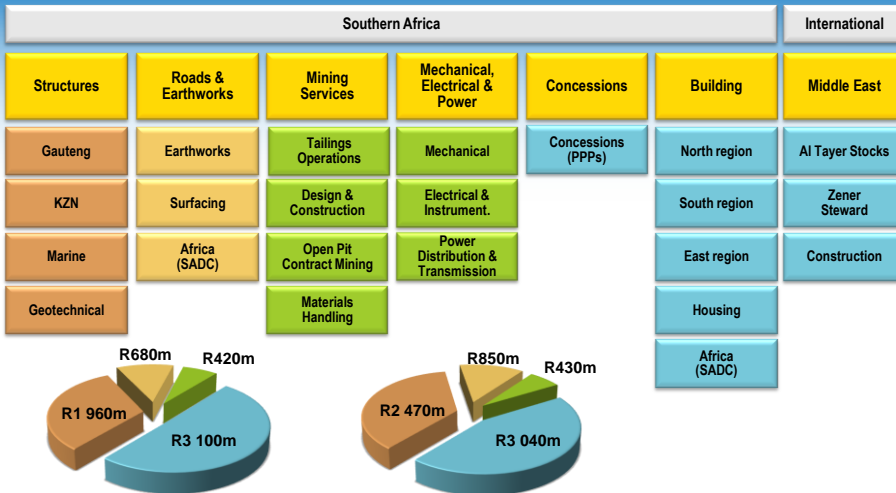 Southern Africa
International
Structures
Roads &
Earthworks
Mining
Services
Mechanical,
Electrical &
Power
Concessions
Building
Middle East
Gauteng
Earthworks
Tailings
Operations
Mechanical
Concessions
(PPPs)
North region
Al Tayer Stocks
KZN
Surfacing
Design &
Construction
Electrical &
Instrument.
South region
Zener
Steward
Marine
Africa
(SADC)
Open Pit
Contract Mining
Power
Distribution &
Transmission
East region
Construction
Geotechnical
Materials
Handling
Housing
Africa
(SADC)
R680m
R420m
R1 960m
R3 100m
R850m
R430m
R2 470m
R3 040m